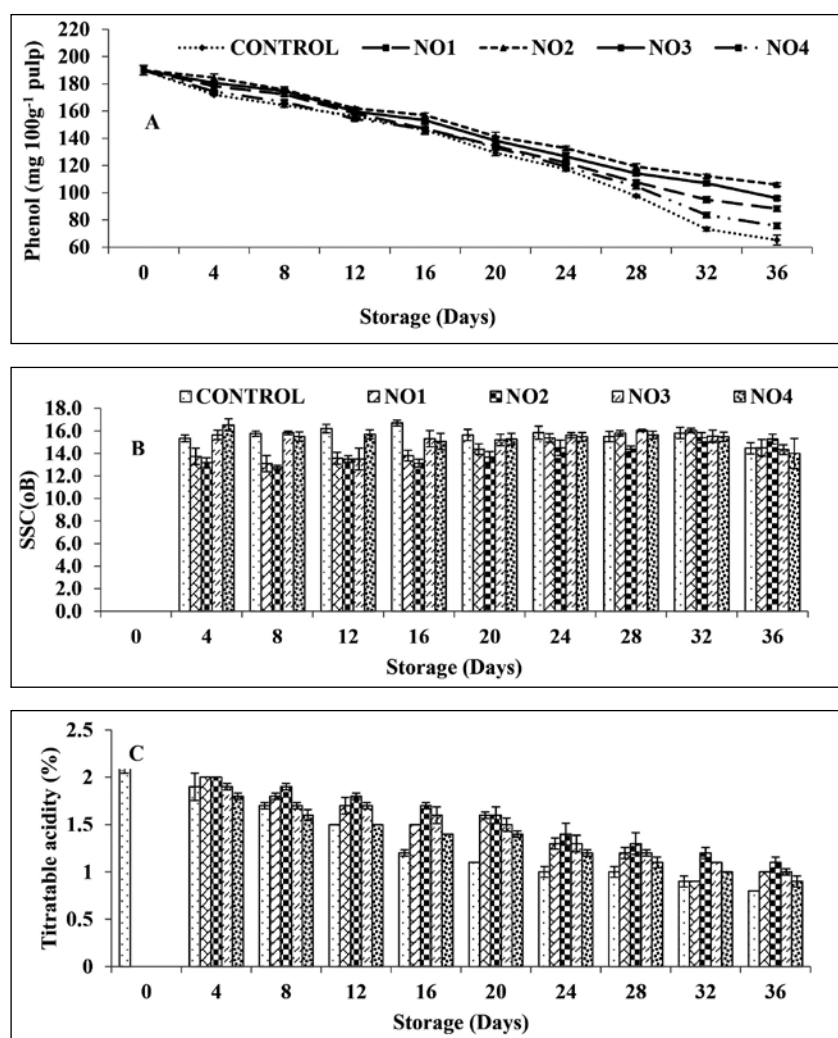 CONTROL NO1 NO2 NO3 NO4
220
200
180
160
140
120
100
80
60
Phenol (mg 100g⁻¹ pulp)
A
0 4 8 12 16 20 24 28 32 36
Storage (Days)
CONTROL NO1 NO2 NO3 NO4
18.0
16.0
14.0
12.0
10.0
8.0
6.0
4.0
2.0
0.0
SSC(oB)
B
0 4 8 12 16 20 24 28 32 36
Storage (Days)
2.5
2
1.5
1
0.5
0
Titratable acidity (%)
C
0 4 8 12 16 20 24 28 32 36
Storage (Days)